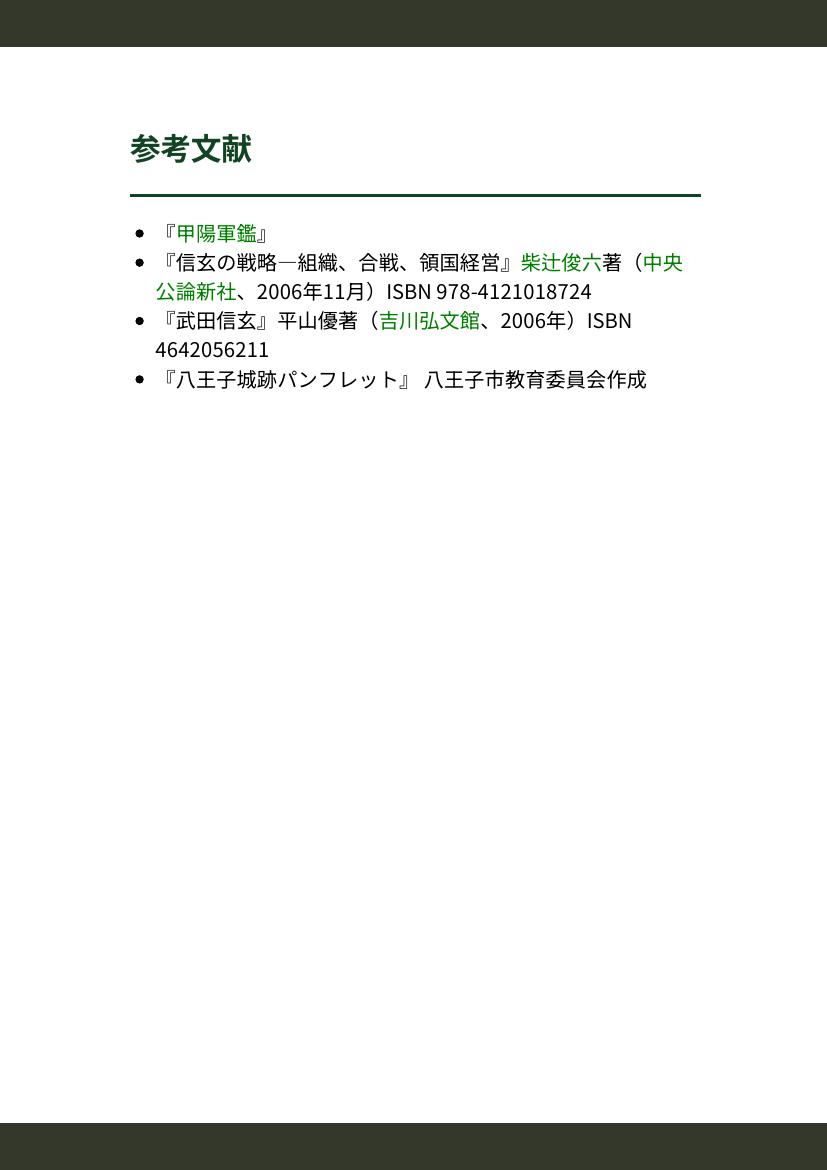 参考文献
『甲陽軍鑑』
『信玄の戦略―組織、合戦、領国経営』柴辻俊六著（中央
公論新社、2006年11月）ISBN 978-4121018724
『武田信玄』平山優著（吉川弘文館、2006年）ISBN
4642056211
『八王子城跡パンフレット』 八王子市教育委員会作成